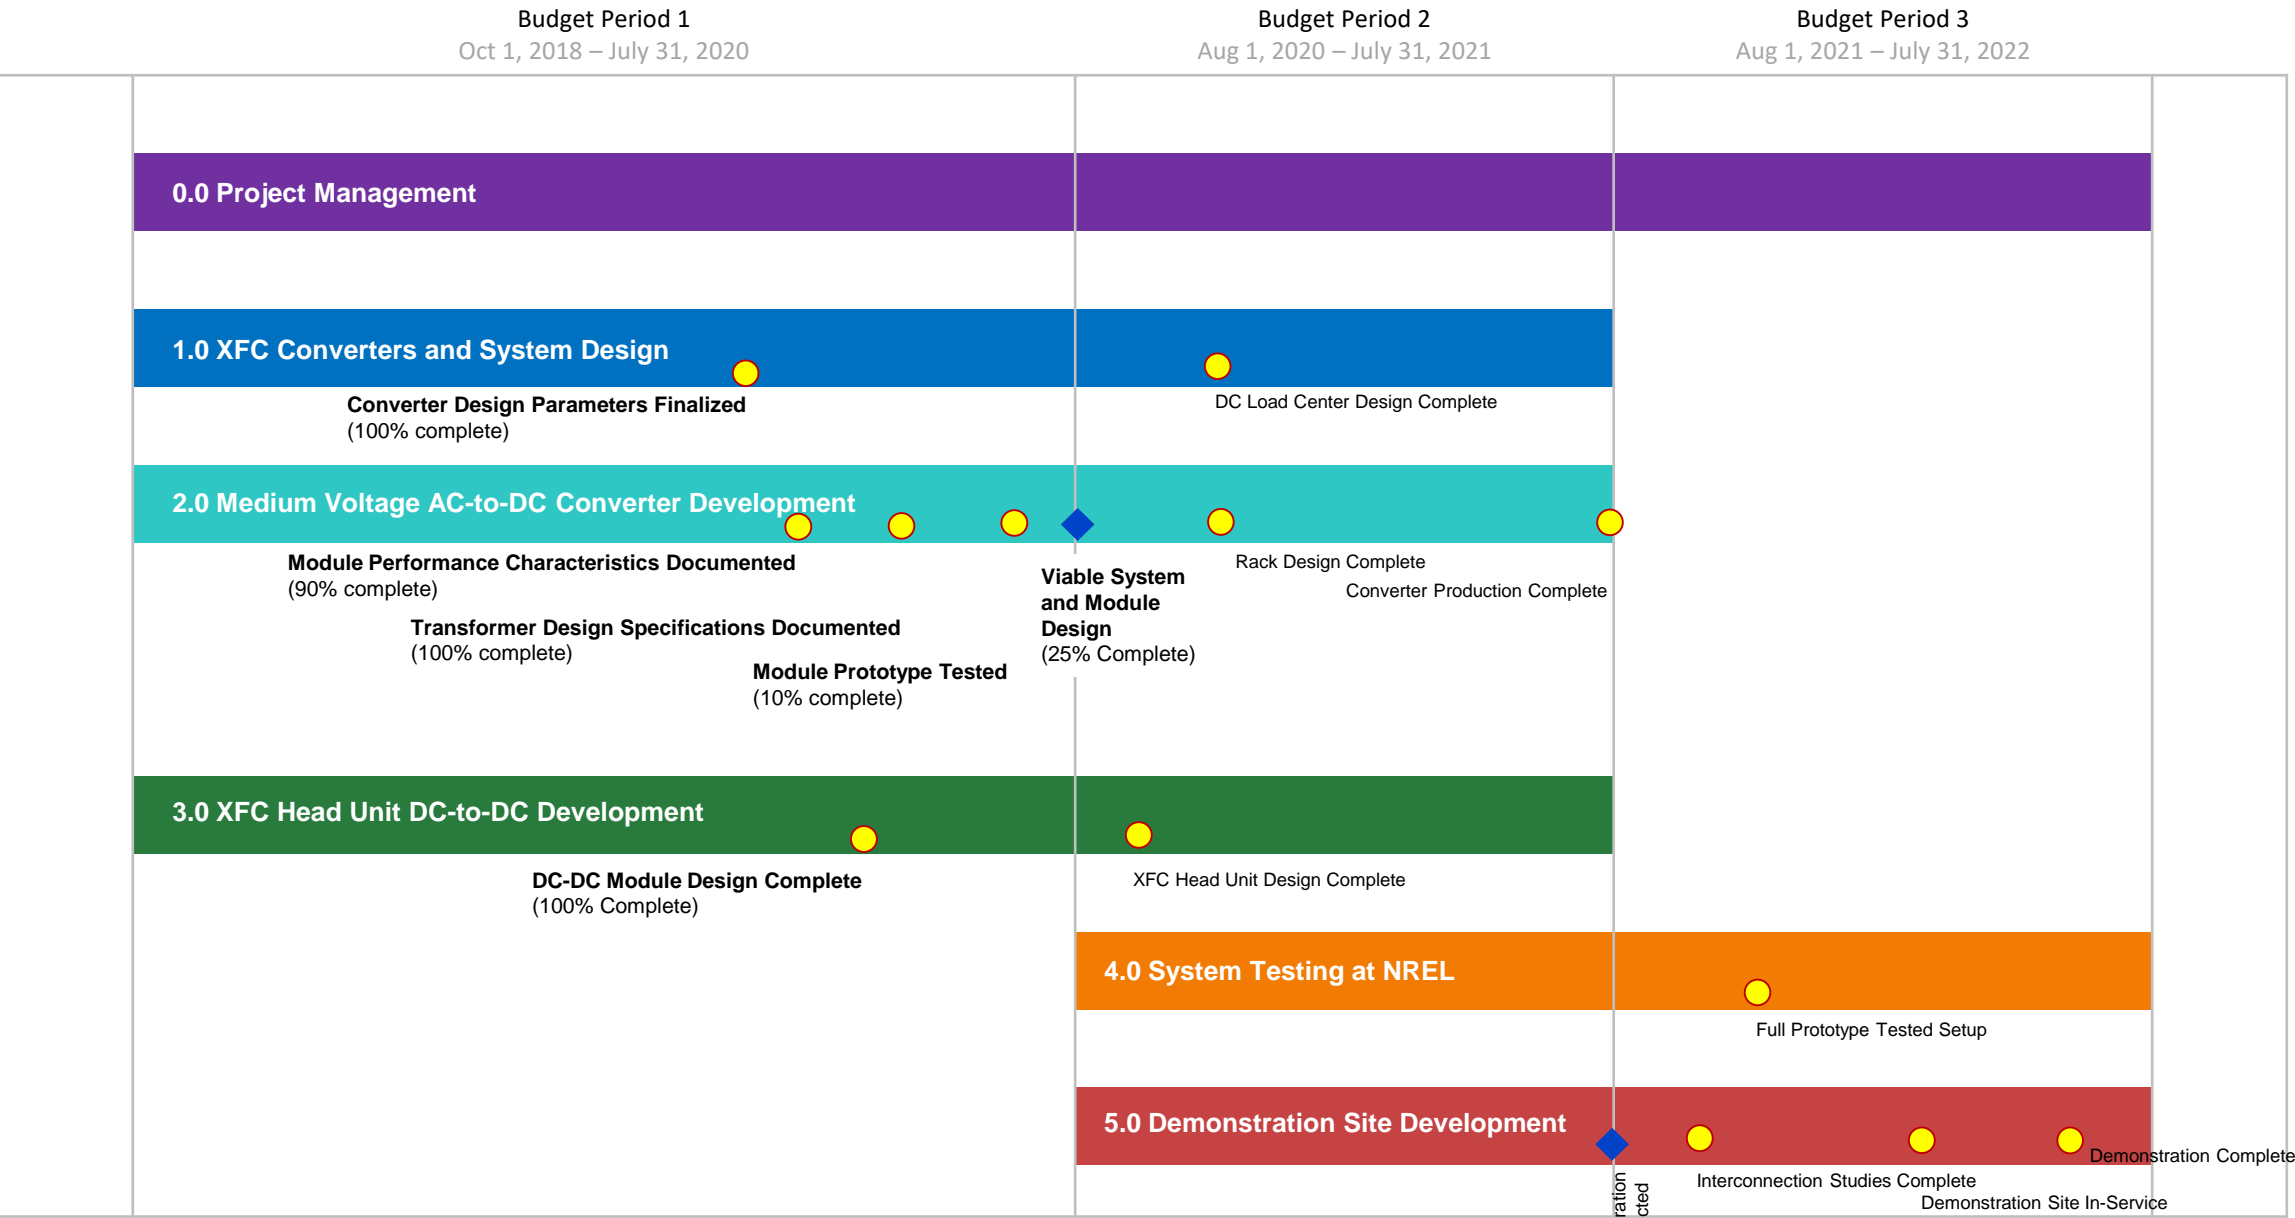 Budget Period 1
Oct 1, 2018 – July 31, 2020
Budget Period 2
Aug 1, 2020 – July 31, 2021
Budget Period 3
Aug 1, 2021 – July 31, 2022
0.0 Project Management
1.0 XFC Converters and System Design
Converter Design Parameters Finalized
(100% complete)
DC Load Center Design Complete
2.0 Medium Voltage AC-to-DC Converter Development
Module Performance Characteristics Documented
(90% complete)
Transformer Design Specifications Documented
(100% complete)
Module Prototype Tested
(10% complete)
Viable System
and Module
Design
(25% Complete)
Rack Design Complete
Converter Production Complete
3.0 XFC Head Unit DC-to-DC Development
DC-DC Module Design Complete
(100% Complete)
XFC Head Unit Design Complete
4.0 System Testing at NREL
Full Prototype Tested Setup
5.0 Demonstration Site Development
Demonstration Complete
Interconnection Studies Complete
Demonstration Site In-Service
ration
cted